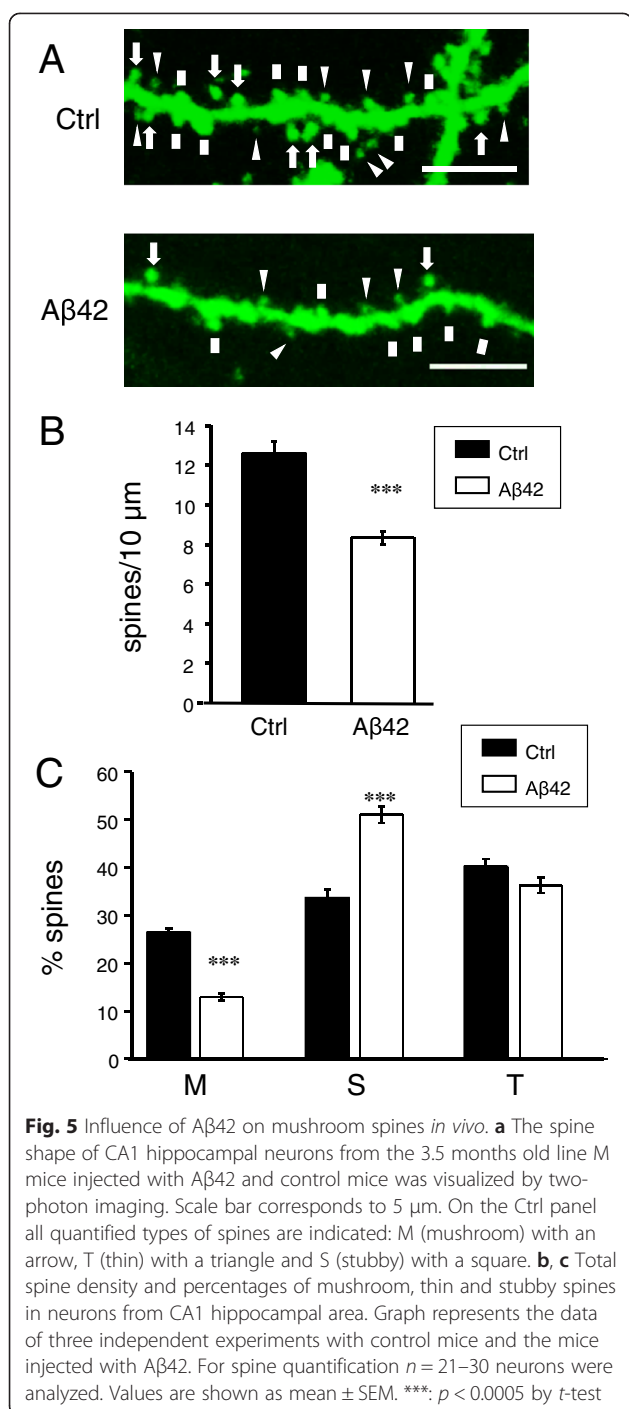 A
Ctrl
Aβ42
B
14
12
10
8
6
4
2
0
spines/10 µm
***
Ctrl
Aβ42
Ctrl Aβ42
C
Ctrl
Aβ42
60
50
40
30
20
10
0
% spines
***
***
M S T
Fig. 5 Influence of Aβ42 on mushroom spines in vivo. a The spine
shape of CA1 hippocampal neurons from the 3.5 months old line M
mice injected with Aβ42 and control mice was visualized by two-
photon imaging. Scale bar corresponds to 5 μm. On the Ctrl panel
all quantified types of spines are indicated: M (mushroom) with an
arrow, T (thin) with a triangle and S (stubby) with a square. b, c Total
spine density and percentages of mushroom, thin and stubby spines
in neurons from CA1 hippocampal area. Graph represents the data
of three independent experiments with control mice and the mice
injected with Aβ42. For spine quantification n = 21–30 neurons were
analyzed. Values are shown as mean ± SEM. ***: p < 0.0005 by t-test